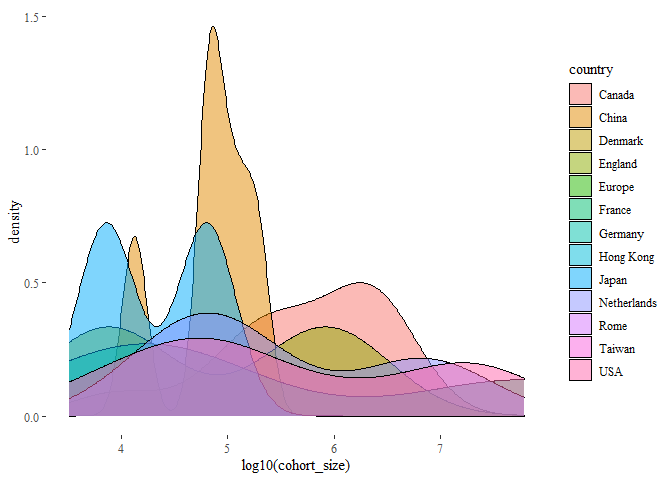 1.5
1.0
0.5
0.0
density
4
5
6
7
log10(cohort_size)
country
Canada
China
Denmark
England
Europe
France
Germany
Hong Kong
Japan
Netherlands
Rome
Taiwan
USA